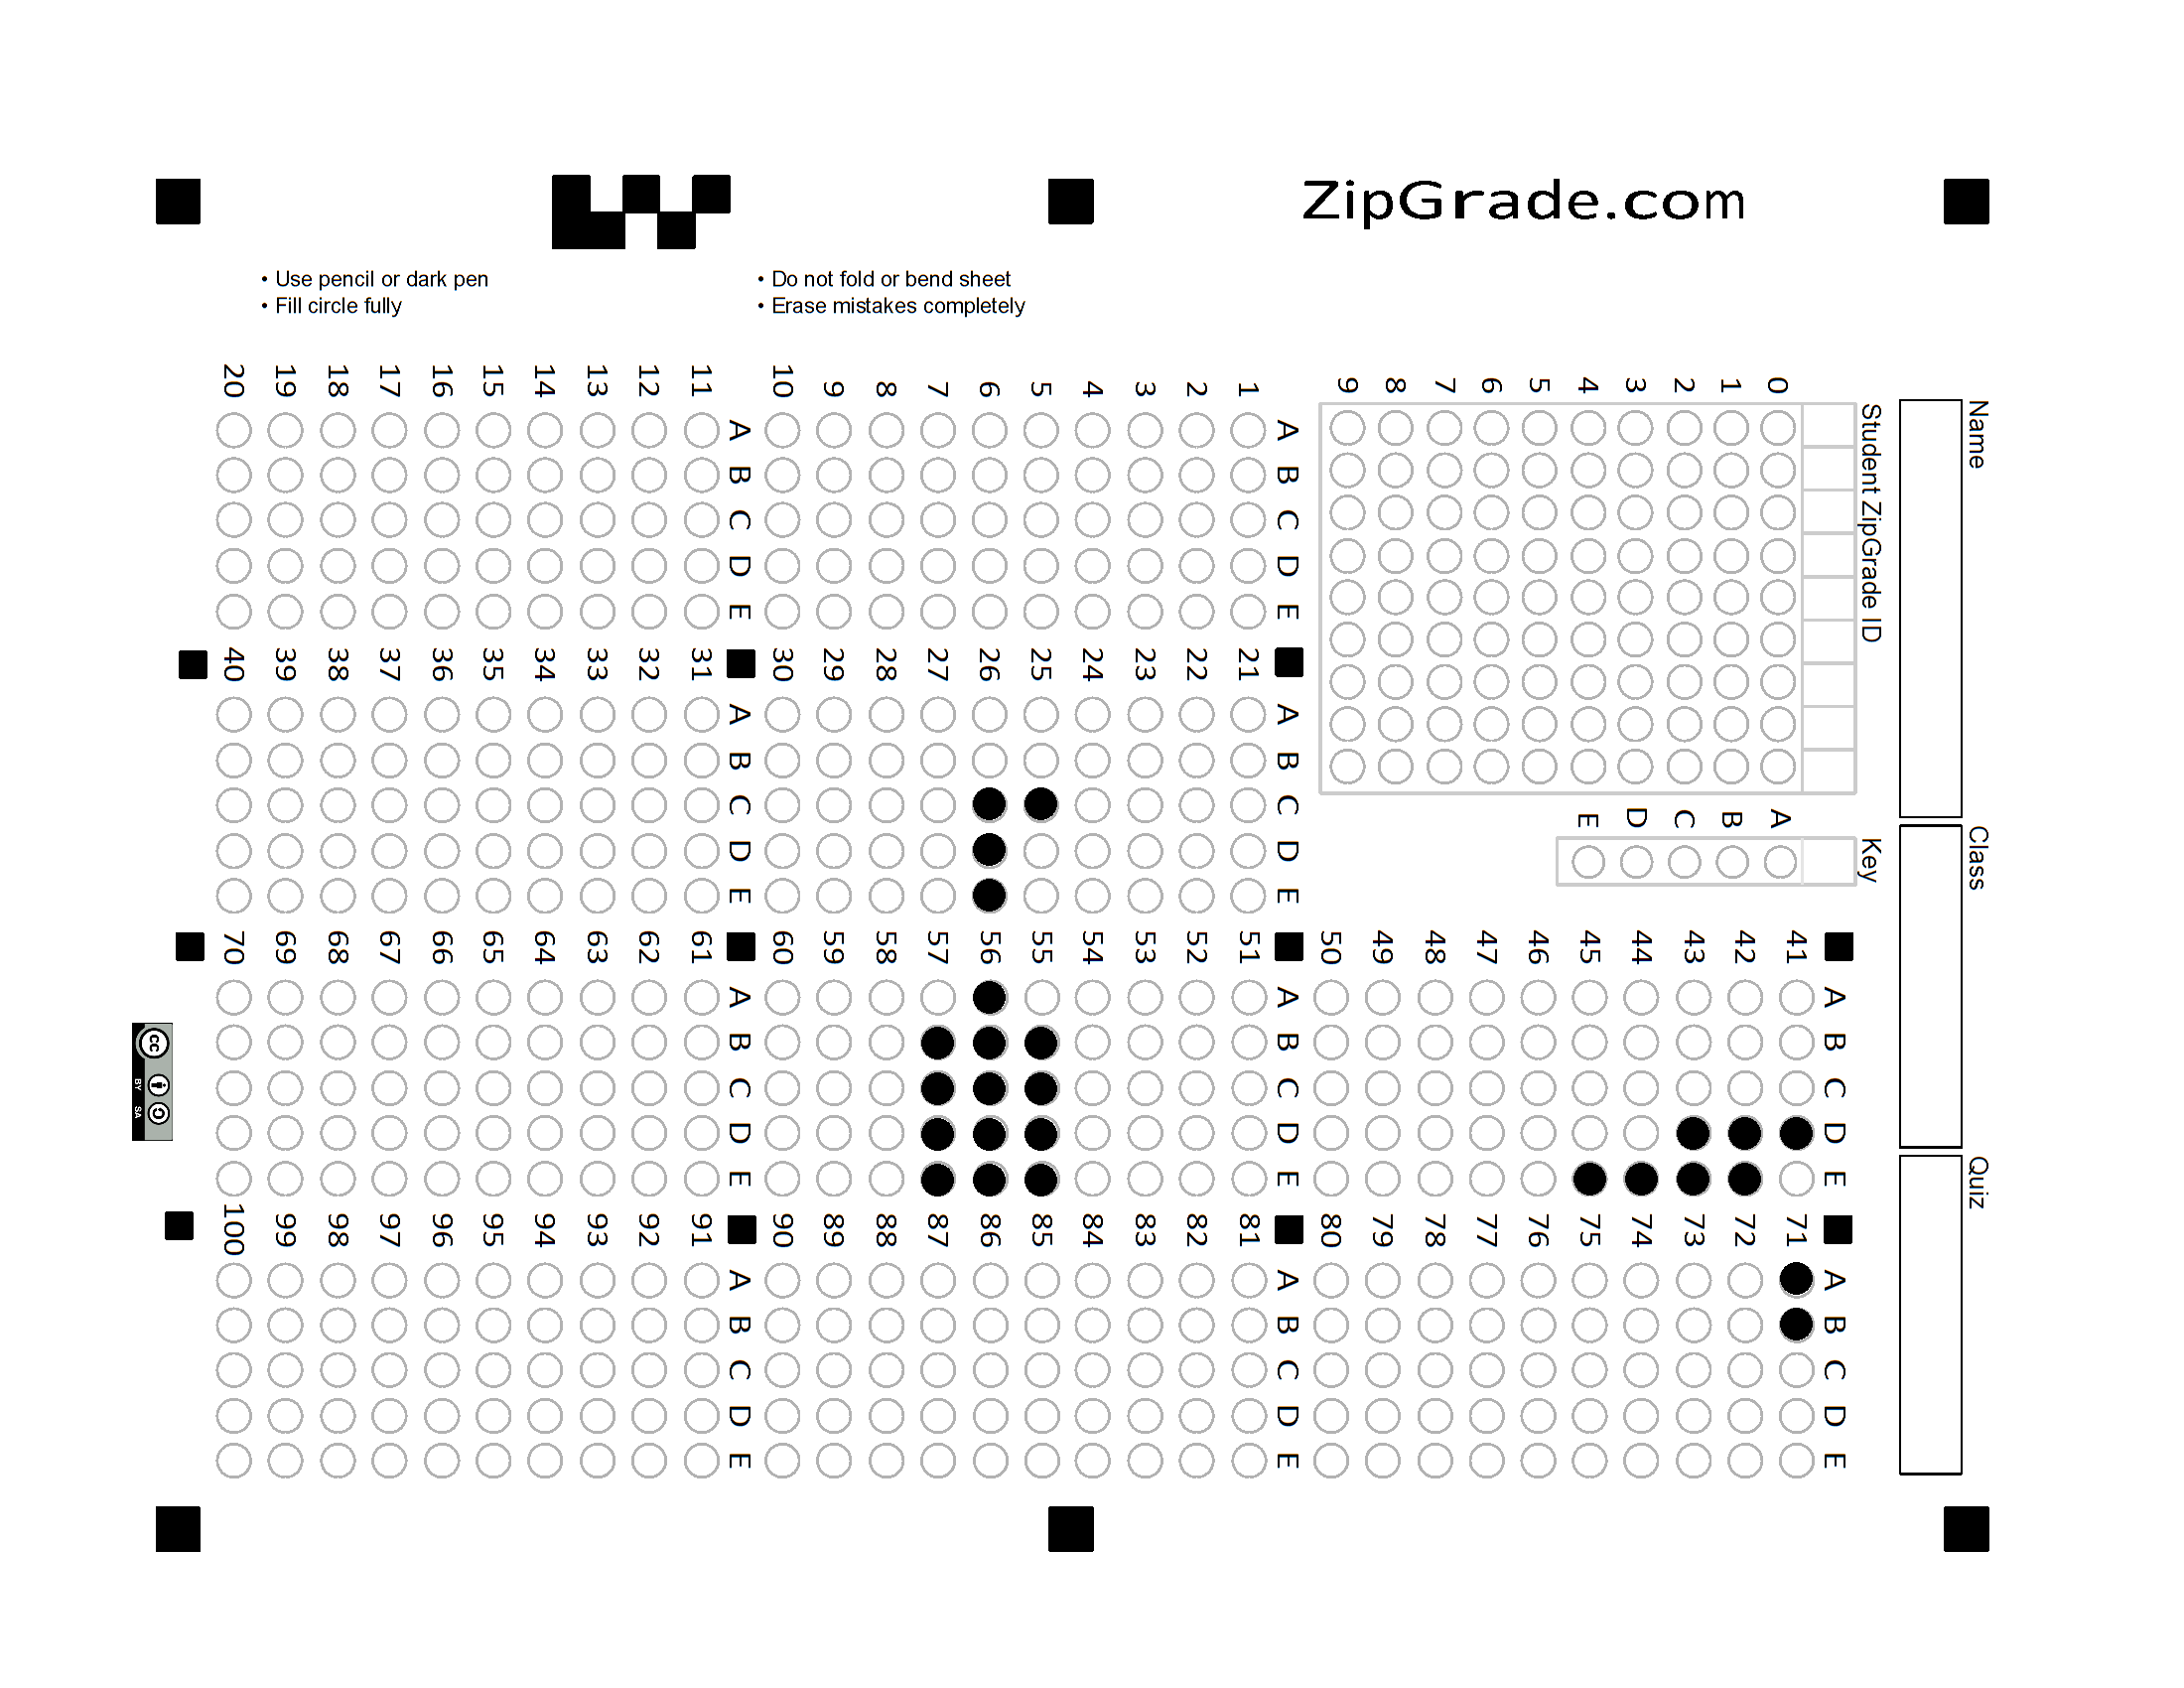 ZipGrade.com
• Use pencil or dark pen
• Fill circle fully
• Do not fold or bend sheet
• Erase mistakes completely
Name Class Quiz
Student ZipGrade ID Key
0 A
1 B
2 C
3 D
4 E
5
6
7
8
9
A B C D E A B C D E
41 71
42 72
43 73
44 74
45 75
46 76
47 77
48 78
49 79
50 80
A B C D E A B C D E A B C D E A B C D E
1 21 51 81
2 22 52 82
3 23 53 83
4 24 54 84
5 25 55 85
6 26 56 86
7 27 57 87
8 28 58 88
9 29 59 89
10 30 60 90
A B C D E A B C D E A B C D E A B C D E
11 31 61 91
12 32 62 92
13 33 63 93
14 34 64 94
15 35 65 95
16 36 66 96
17 37 67 97
18 38 68 98
19 39 69 99
20 40 70 100
cc
BY SA